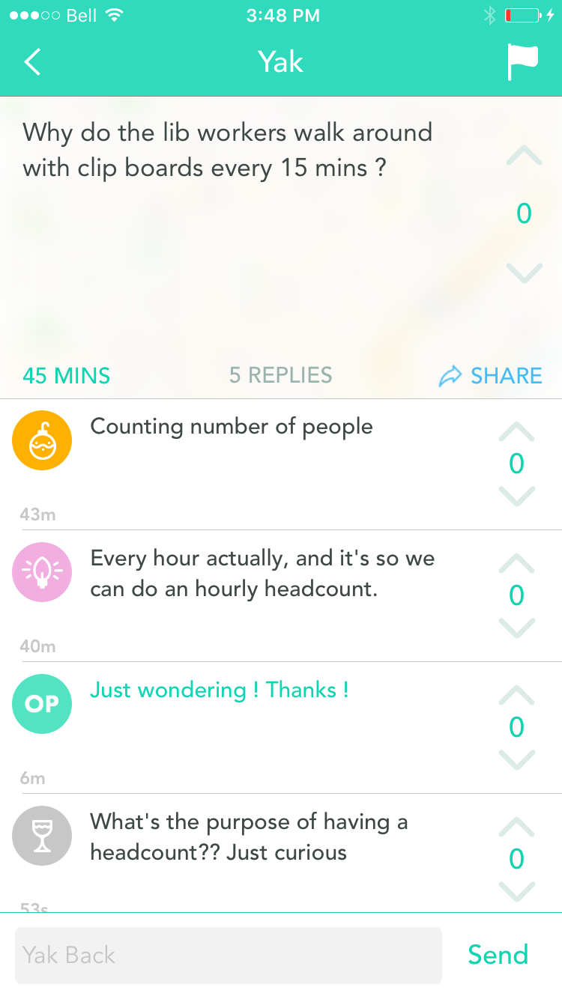 Bell
3:48 PM
Yak
Why do the lib workers walk around
with clip boards every 15 mins ?
0
45 MINS
5 REPLIES
SHARE
Counting number of people
0
43m
Every hour actually, and it's so we
can do an hourly headcount.
0
40m
OP
Just wondering ! Thanks !
0
6m
What's the purpose of having a
headcount?? Just curious
0
53s
Yak Back
Send